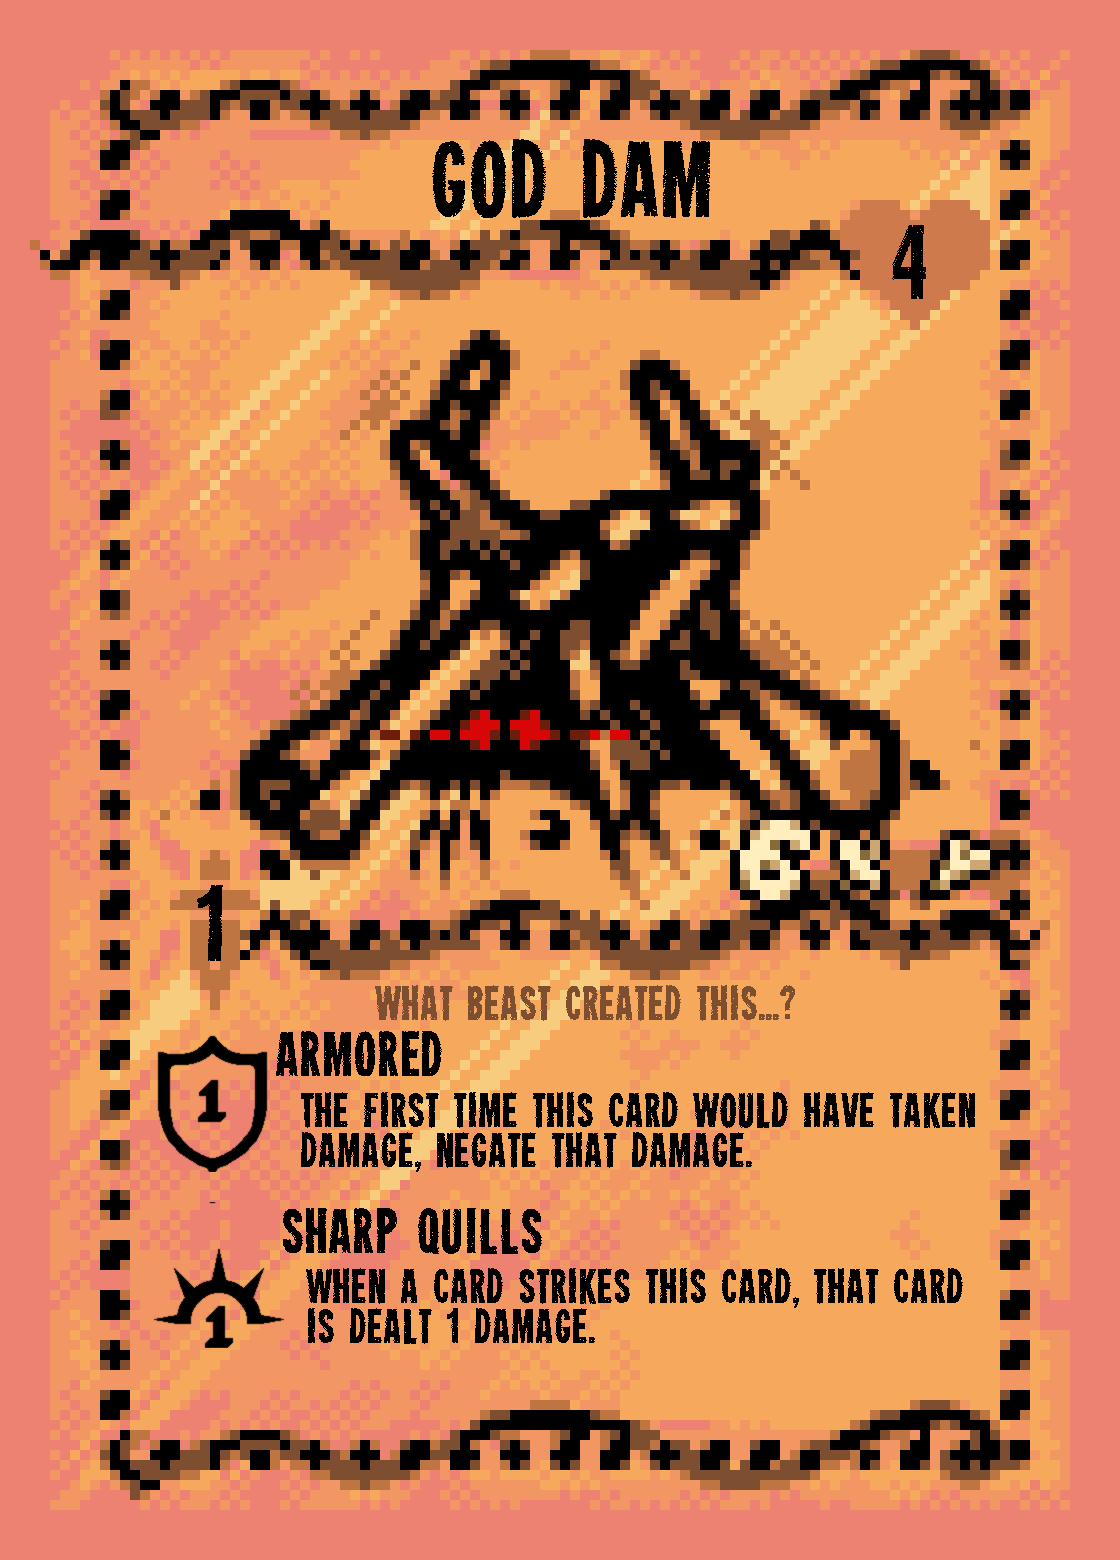 GOD DAM
4
6
1
WHAT BEAST CREATED THIS...?
ARMORED
1
THE FIRST TIME THIS CARD WOULD HAVE TAKEN
DAMAGE, NEGATE THAT DAMAGE.
SHARP QUILLS
WHEN A CARD STRIKES THIS CARD, THAT CARD
1
IS DEALT 1 DAMAGE.